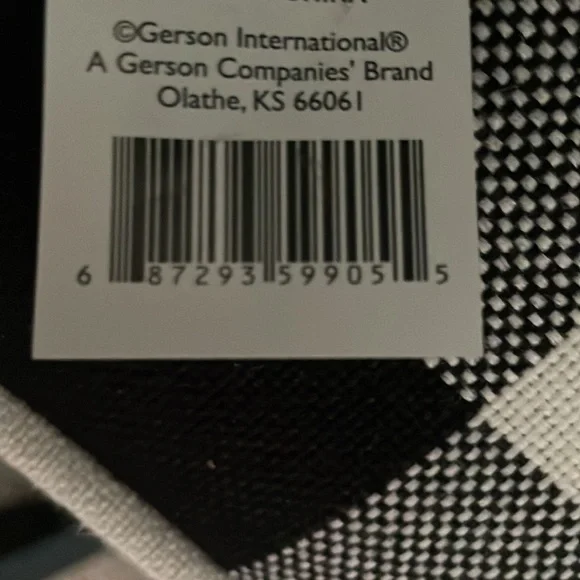 ©Gerson International®
A Gerson Companies' Brand
Olathe, KS 66061
6 87293 59905 5